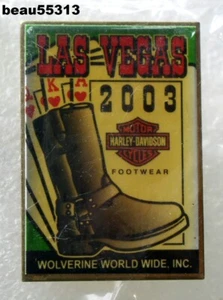 beau55313
LAS VEGAS
K A
2003
MOTOR
HARLEY-DAVIDSON
CYCLES
FOOTWEAR
WOLVERINE WORLD WIDE, INC.